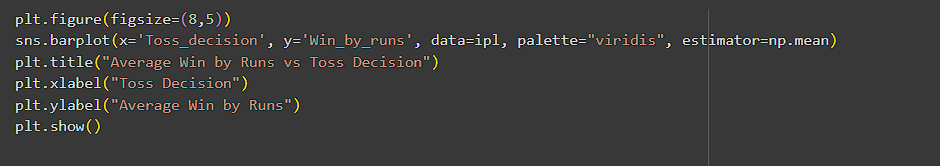 plt.figure(figsize=(8,5))
sns.barplot(x='Toss_decision', y='Win_by_runs', data=ipl, palette="viridis", estimator=np.mean)
plt.title("Average Win by Runs vs Toss Decision")
plt.xlabel("Toss Decision")
plt.ylabel("Average Win by Runs")
plt.show()